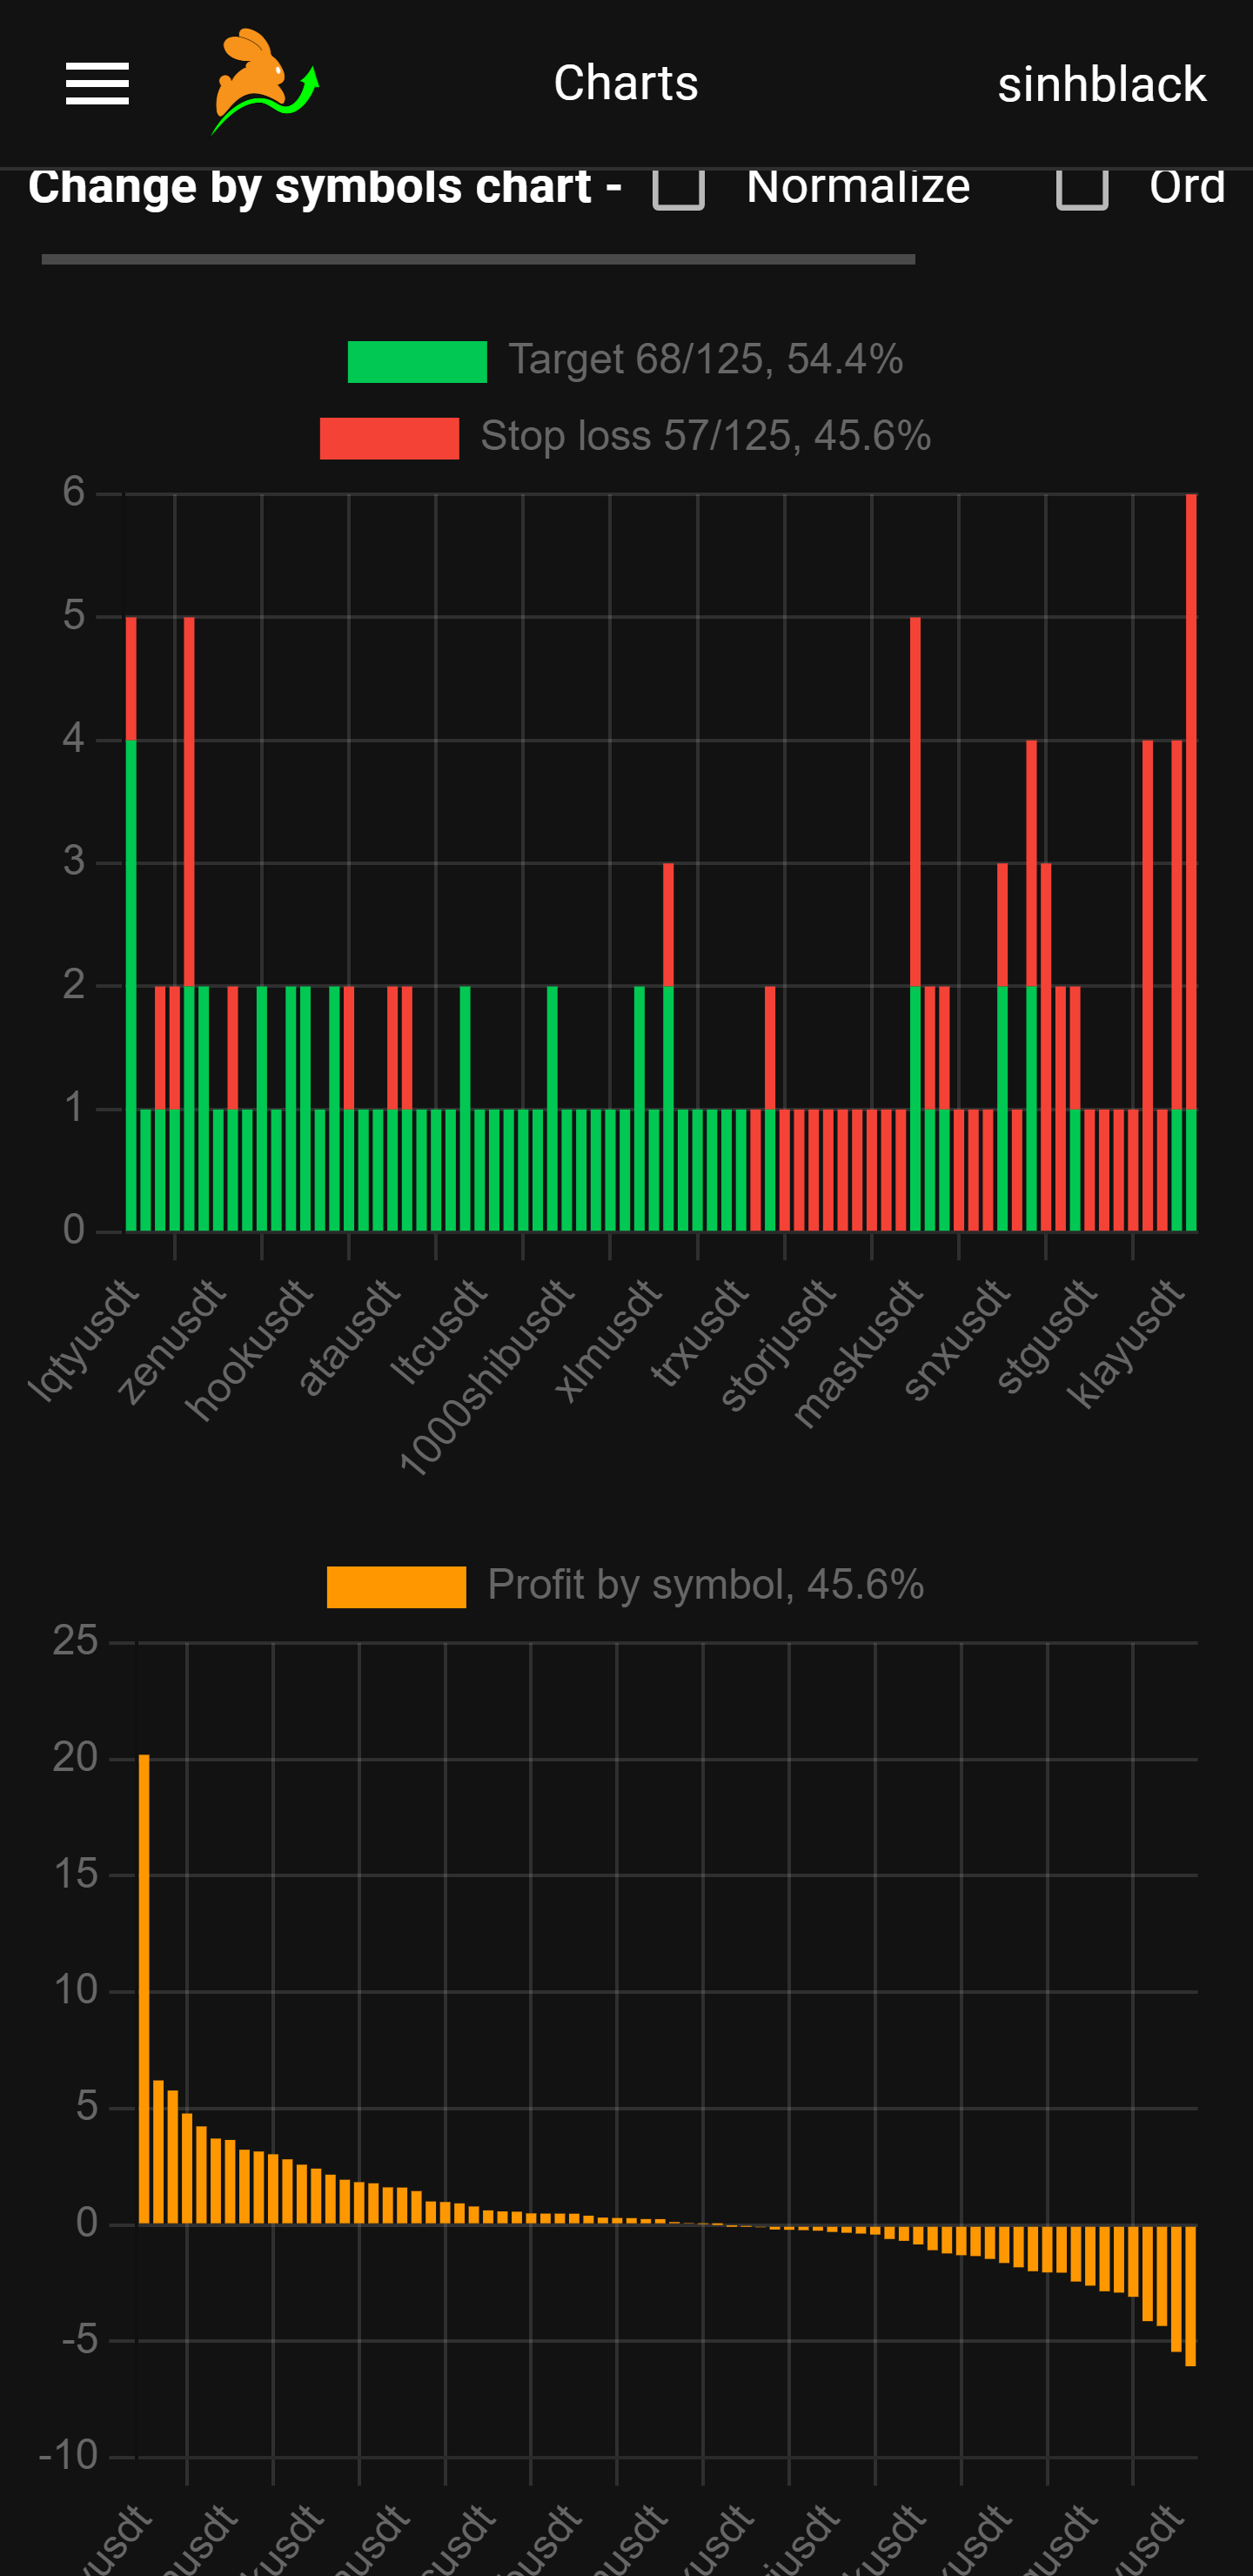 Charts
sinhblack
Change by symbols chart -
Normalize
Ord
Target 68/125, 54.4%
Stop loss 57/125, 45.6%
6
5
4
3
2
1
0
lqtyusdt
zenusdt
hookusdt
atausdt
ltcusdt
1000shibusdt
xlmusdt
trxusdt
storjusdt
maskusdt
snxusdt
stgusdt
klayusdt
Profit by symbol, 45.6%
25
20
15
10
5
0
-5
-10